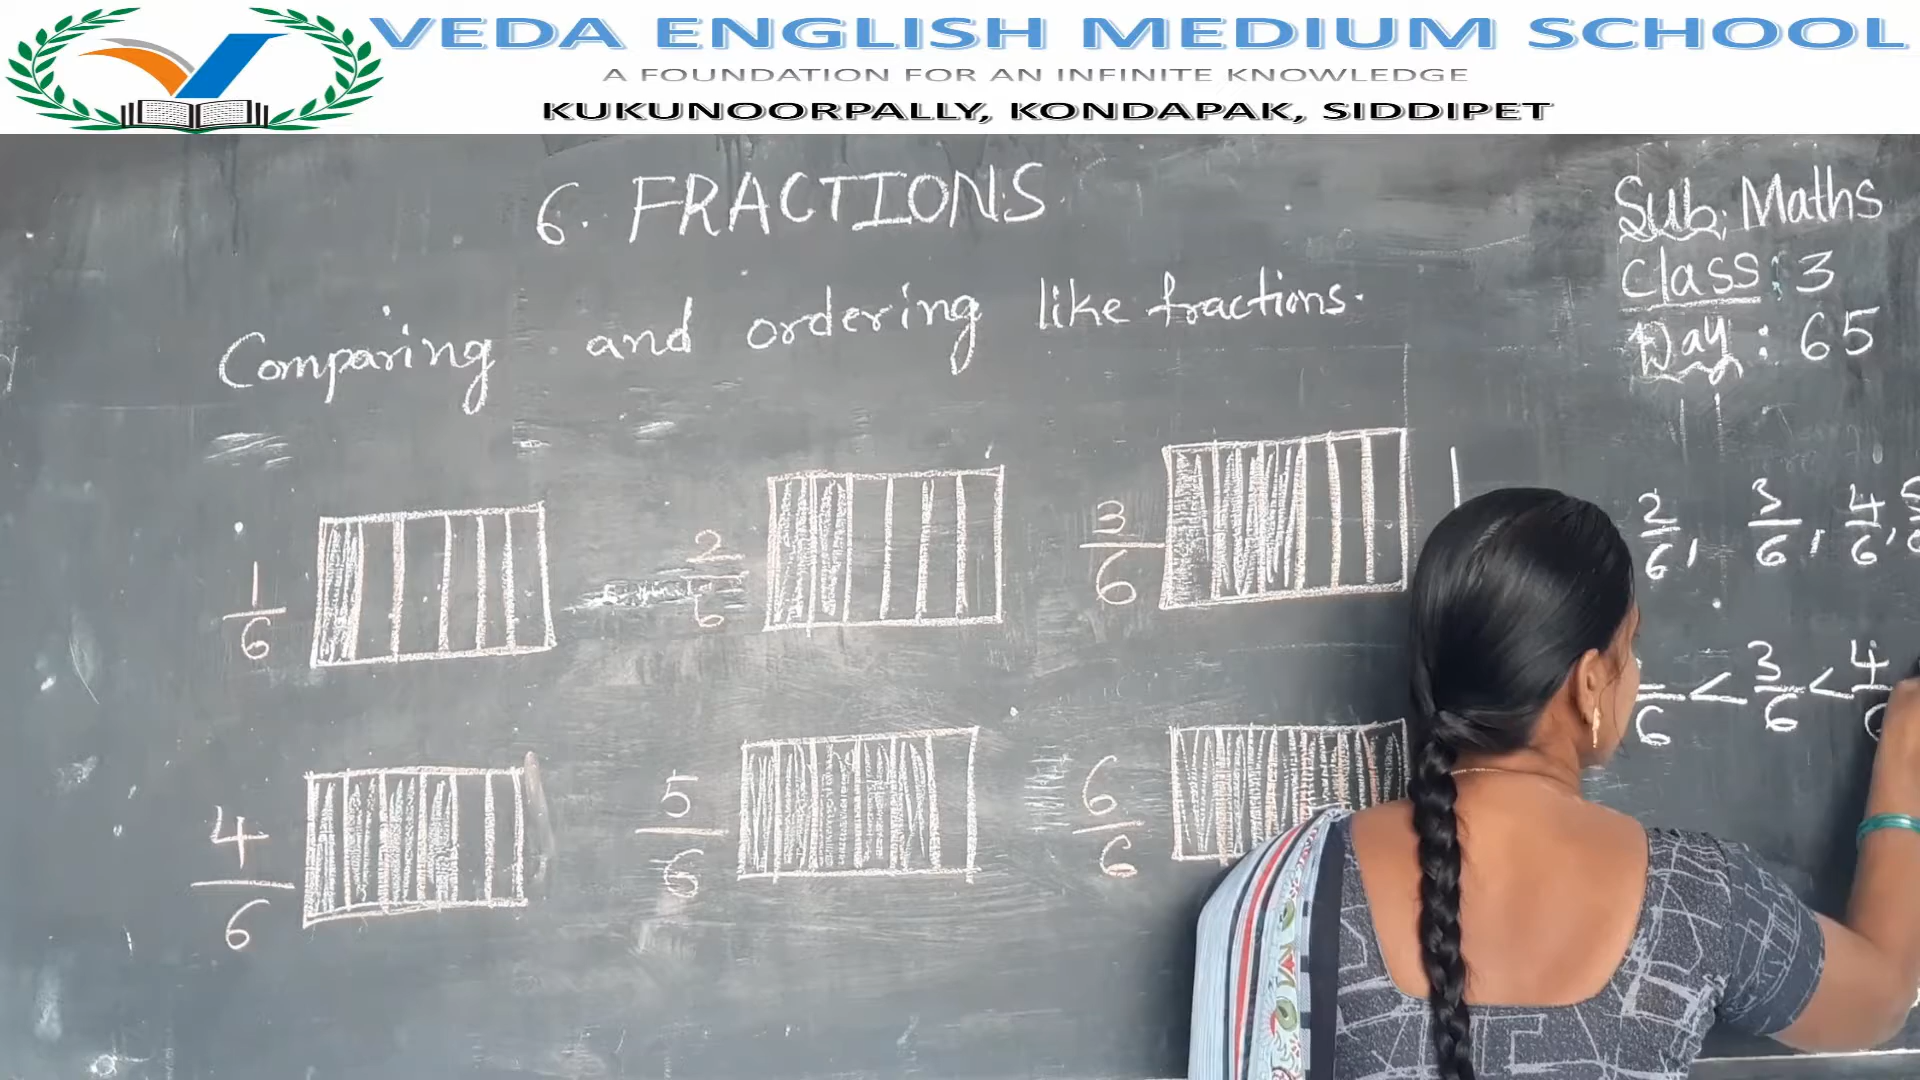 VEDA ENGLISH MEDIUM SCHOOL
A FOUNDATION FOR AN INFINITE KNOWLEDGE
KUKUNOORPALLY, KONDAPAK, SIDDIPET
6. FRACTIONS
Sub: Maths
Class: 3
Day: 65
Comparing and ordering like fractions.
1/6
2/6
3/6
4/6
5/6
6/6
2/6, 3/6, 4/6,
6 < 3/6 < 4/6